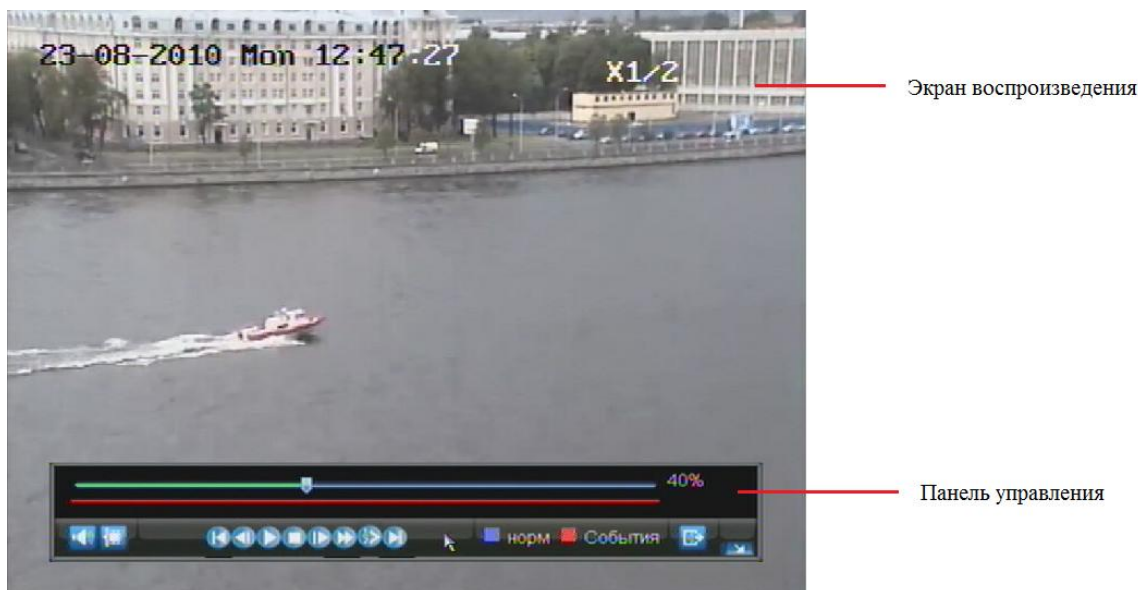 23-08-2010 Mon 12:47:27
X1/2
Экран воспроизведения
40%
Панель управления
норм События